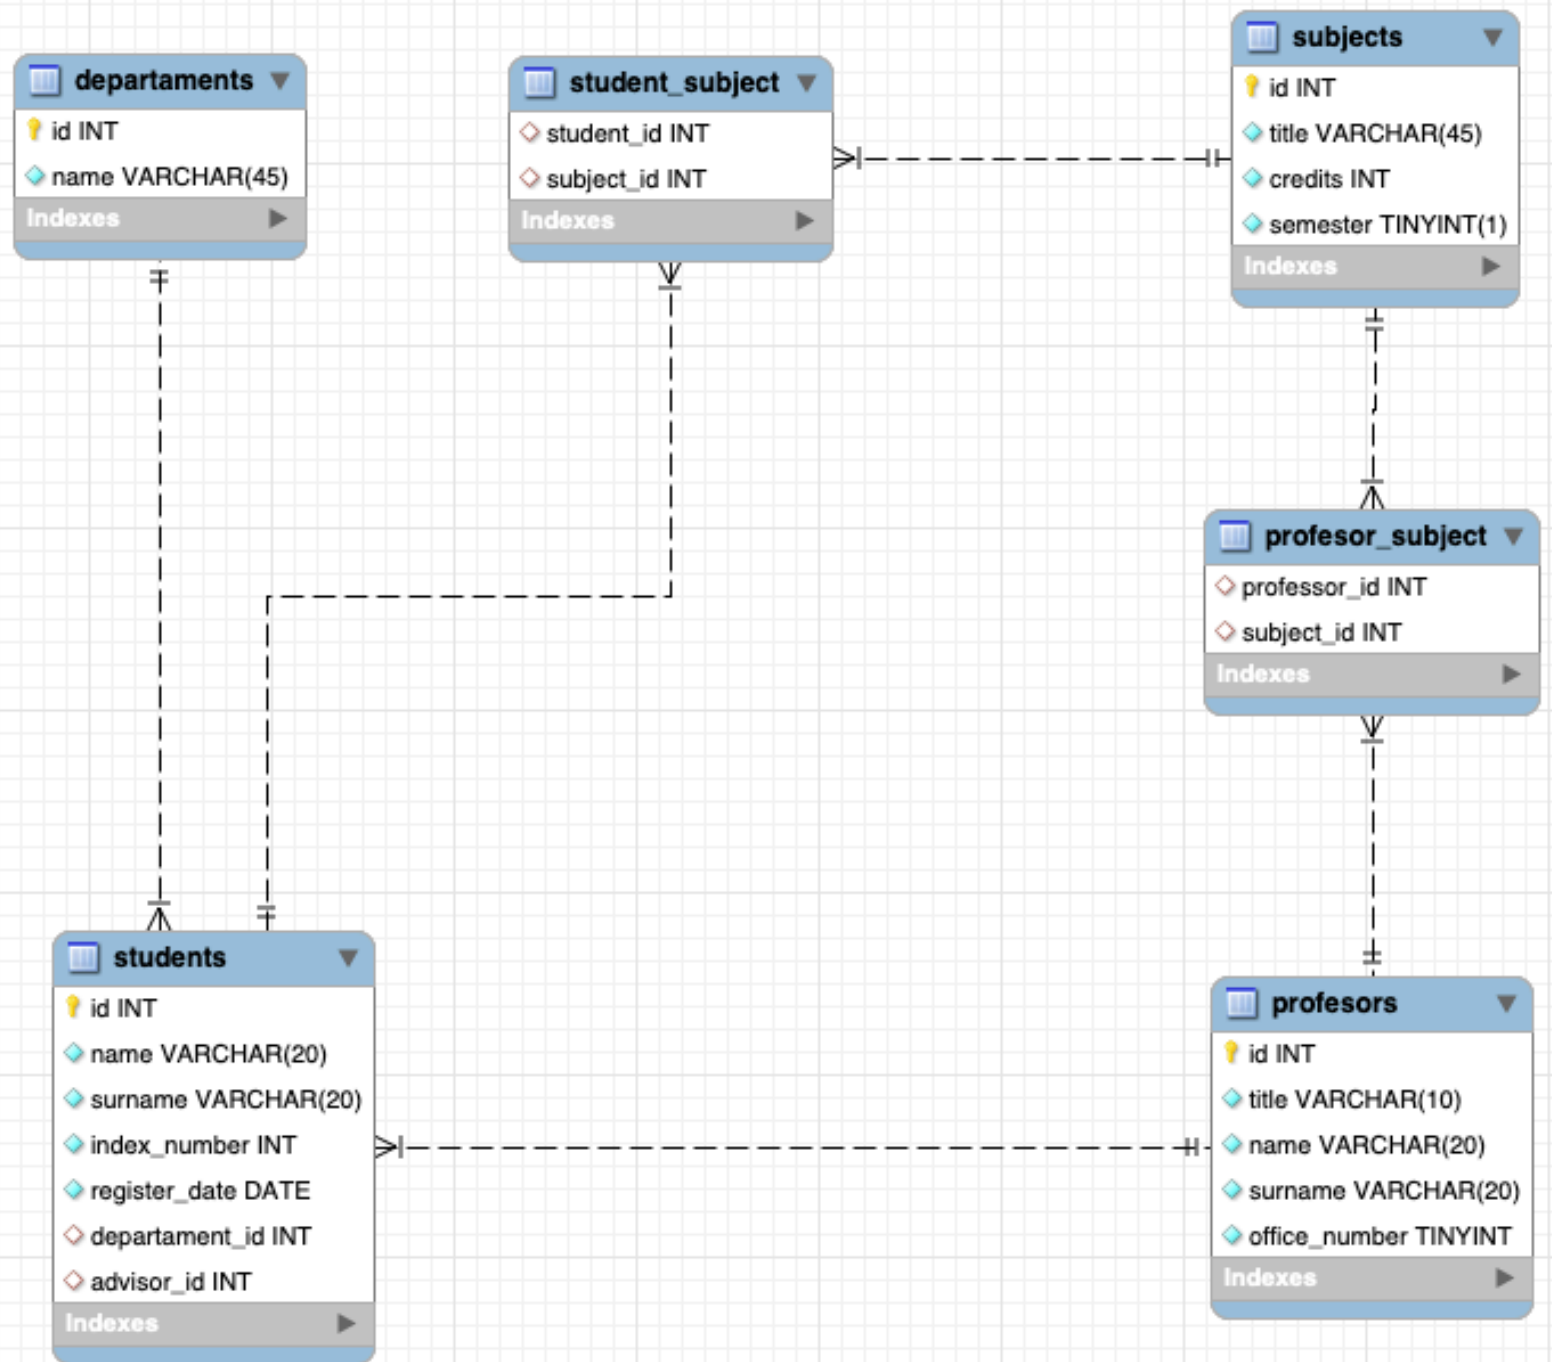 departaments
id INT
name VARCHAR(45)
Indexes
student_subject
student_id INT
subject_id INT
Indexes
subjects
id INT
title VARCHAR(45)
credits INT
semester TINYINT(1)
Indexes
profesor_subject
professor_id INT
subject_id INT
Indexes
students
id INT
name VARCHAR(20)
surname VARCHAR(20)
index_number INT
register_date DATE
departament_id INT
advisor_id INT
Indexes
profesors
id INT
title VARCHAR(10)
name VARCHAR(20)
surname VARCHAR(20)
office_number TINYINT
Indexes